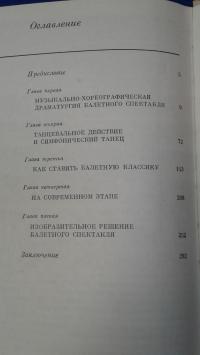 Оглавление
Предисловие 5
Глава первая
МУЗЫКАЛЬНО-ХОРЕОГРАФИЧЕСКАЯ
ДРАМАТУРГИЯ БАЛЕТНОГО СПЕКТАКЛЯ 9
Глава вторая
ТАНЦЕВАЛЬНОЕ ДЕЙСТВИЕ
И СИМФОНИЧЕСКИЙ ТАНЕЦ 72
Глава третья
КАК СТАВИТЬ БАЛЕТНУЮ КЛАССИКУ
Глава четвертая
НА СОВРЕМЕННОМ ЭТАПЕ
Глава пятая
ИЗОБРАЗИТЕЛЬНОЕ РЕШЕНИЕ
БАЛЕТНОГО СПЕКТАКЛЯ
Заключение